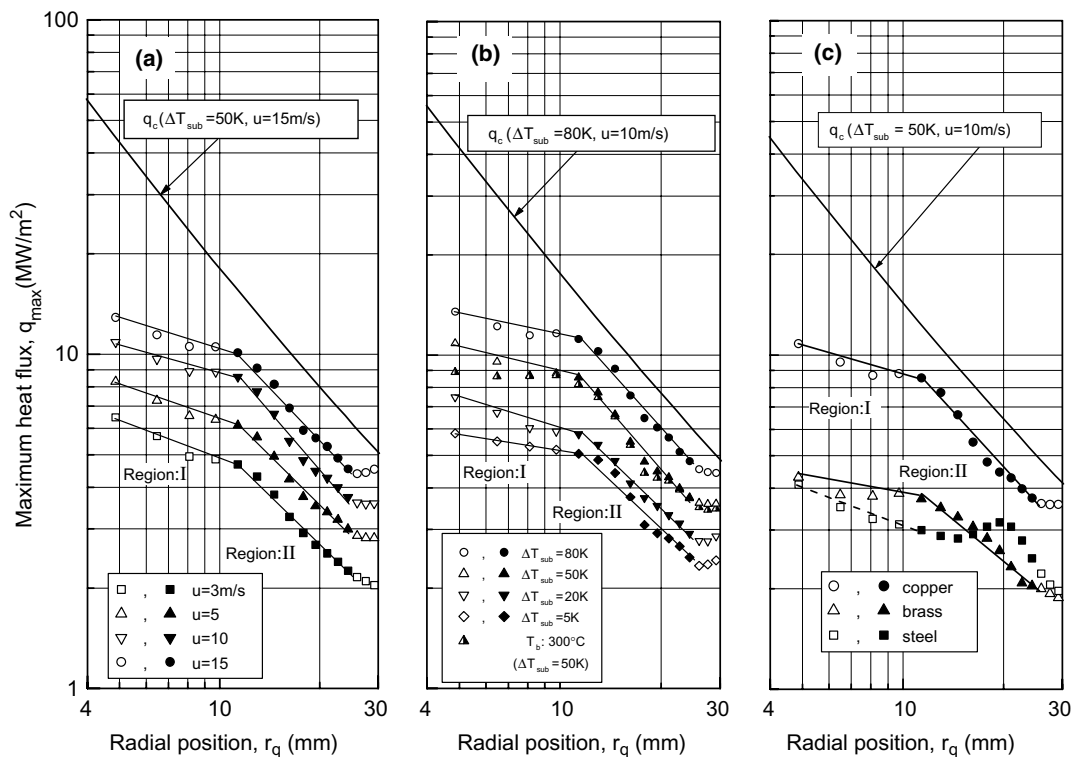 Maximum heat flux, q_max(MW/m²)
100
10
1
(a)
q_c(ΔT_sub =50K, u=15m/s)
Region:I
Region:II
□ , ■ u=3m/s
△ , ▲ u=5
▽ , ▼ u=10
○ , ● u=15
4
10
30
Radial position, r_q (mm)
(b)
q_c (ΔT_sub =80K, u=10m/s)
Region:I
Region:II
○ , ● ΔT_sub =80K
△ , ▲ ΔT_sub =50K
▽ , ▼ ΔT_sub =20K
◇ , ◆ ΔT_sub =5K
T_b: 300°C
(ΔT_sub =50K)
4
10
30
Radial position, r_q (mm)
(c)
q_c (ΔT_sub = 50K, u=10m/s)
Region:I
Region:II
○ , ● copper
△ , ▲ brass
□ , ■ steel
4
10
30
Radial position, r_q (mm)